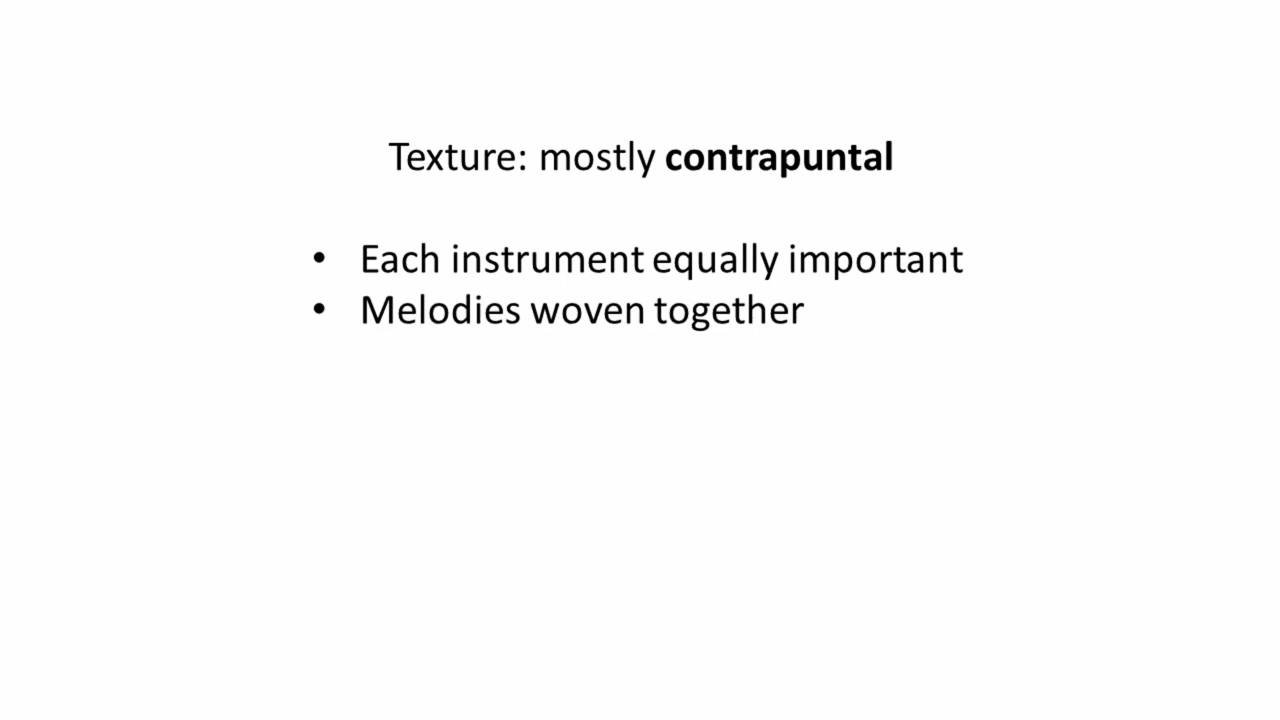 Texture: mostly contrapuntal
• Each instrument equally important
• Melodies woven together